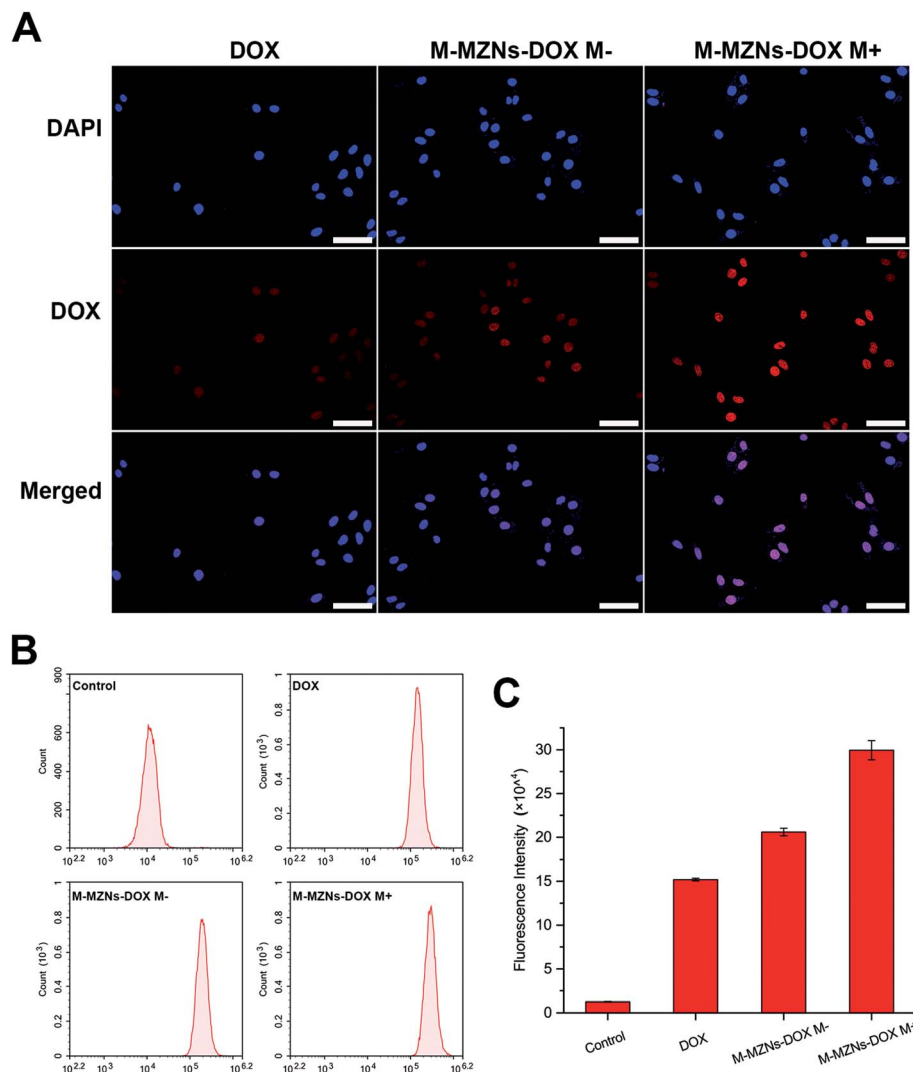 A
DOX M-MZNs-DOX M- M-MZNs-DOX M+
DAPI
DOX
Merged
B
Control
Count
900
600
300
0
10^2.2 10^3 10^4 10^5 10^6.2
DOX
Count (10^3)
1
0.8
0.6
0.4
0.2
0
10^2.2 10^3 10^4 10^5 10^6.2
M-MZNs-DOX M-
Count (10^3)
1
0.8
0.6
0.4
0.2
0
10^2.2 10^3 10^4 10^5 10^6.2
M-MZNs-DOX M+
Count (10^3)
1
0.8
0.6
0.4
0.2
0
10^2.2 10^3 10^4 10^5 10^6.2
C
Fluorescence Intensity (×10^4)
30
25
20
15
10
5
0
Control DOX M-MZNs-DOX M- M-MZNs-DOX M+